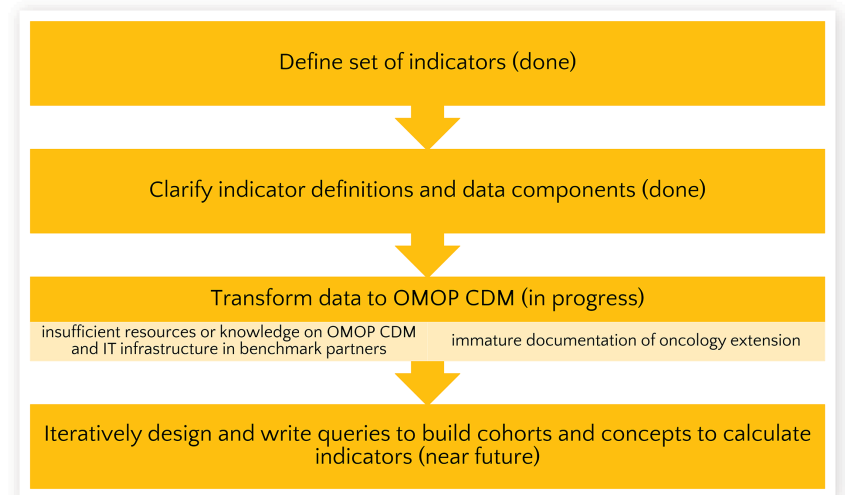 Define set of indicators (done)
Clarify indicator definitions and data components (done)
Transform data to OMOP CDM (in progress)
insufficient resources or knowledge on OMOP CDM
and IT infrastructure in benchmark partners
immature documentation of oncology extension
Iteratively design and write queries to build cohorts and concepts to calculate
indicators (near future)